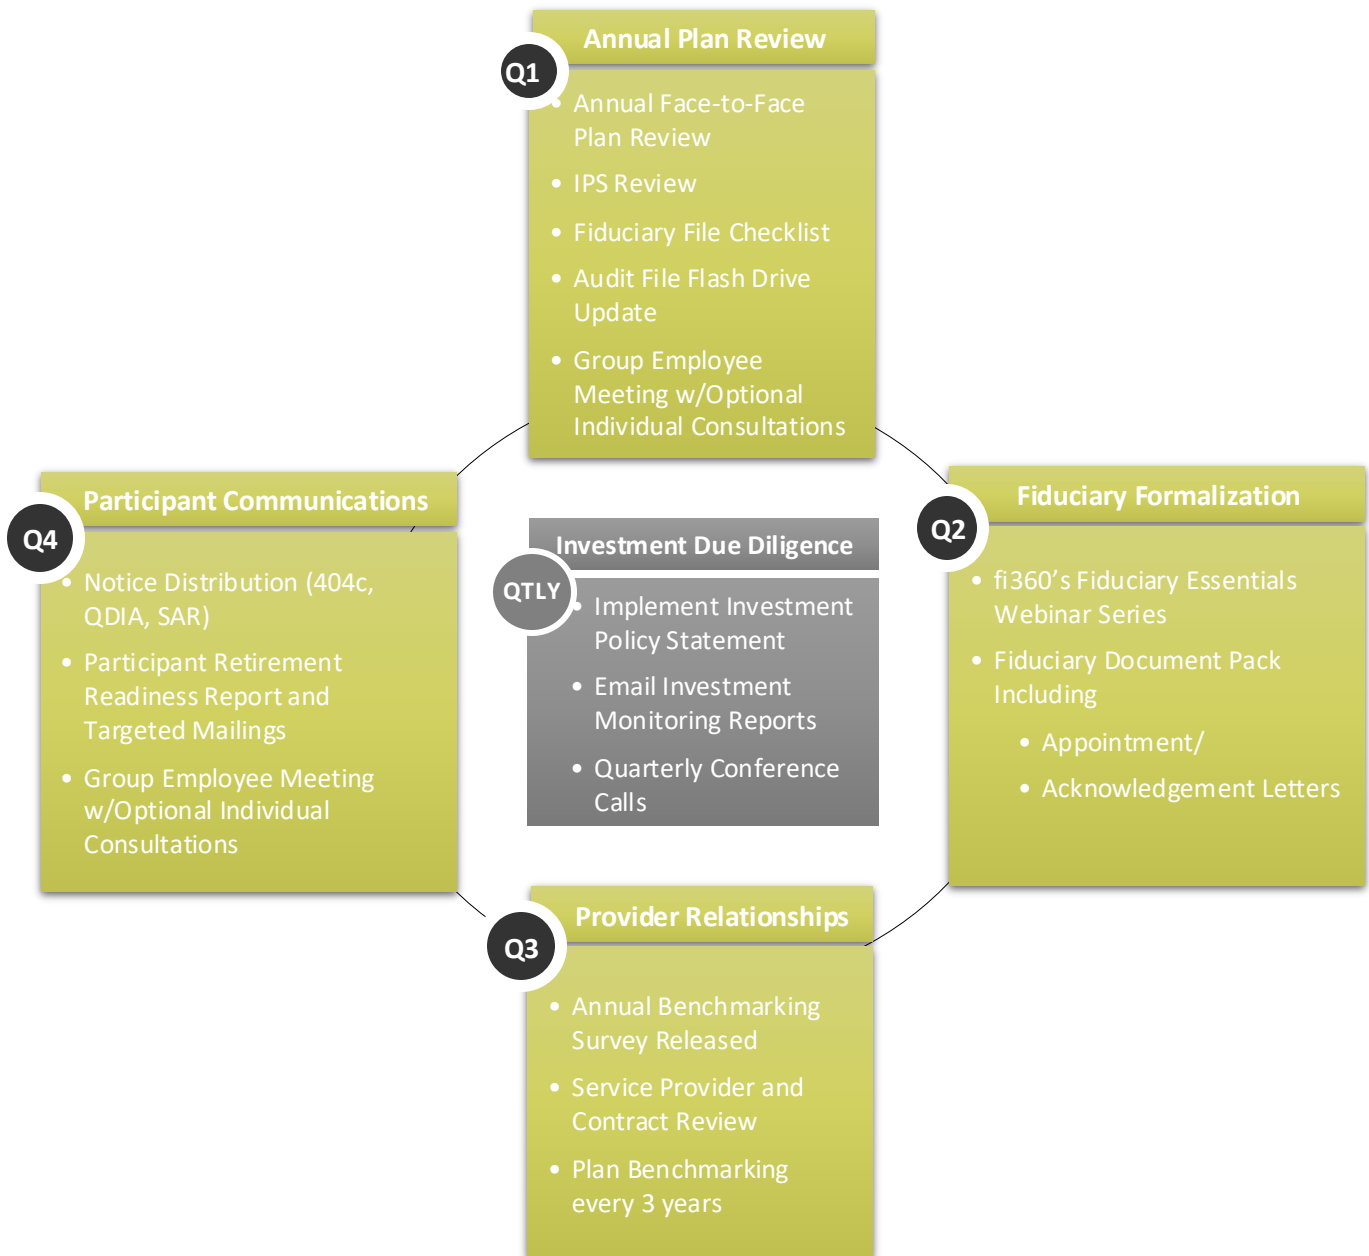 Annual Plan Review
Q1
• Annual Face-to-Face
Plan Review
• IPS Review
• Fiduciary File Checklist
• Audit File Flash Drive
Update
• Group Employee
Meeting w/Optional
Individual Consultations
Participant Communications
Q4
• Notice Distribution (404c,
QDIA, SAR)
• Participant Retirement
Readiness Report and
Targeted Mailings
• Group Employee Meeting
w/Optional Individual
Consultations
Investment Due Diligence
QTLY
• Implement Investment
Policy Statement
• Email Investment
Monitoring Reports
• Quarterly Conference
Calls
Fiduciary Formalization
Q2
• fi360’s Fiduciary Essentials
Webinar Series
• Fiduciary Document Pack
Including
• Appointment/
• Acknowledgement Letters
Provider Relationships
Q3
• Annual Benchmarking
Survey Released
• Service Provider and
Contract Review
• Plan Benchmarking
every 3 years